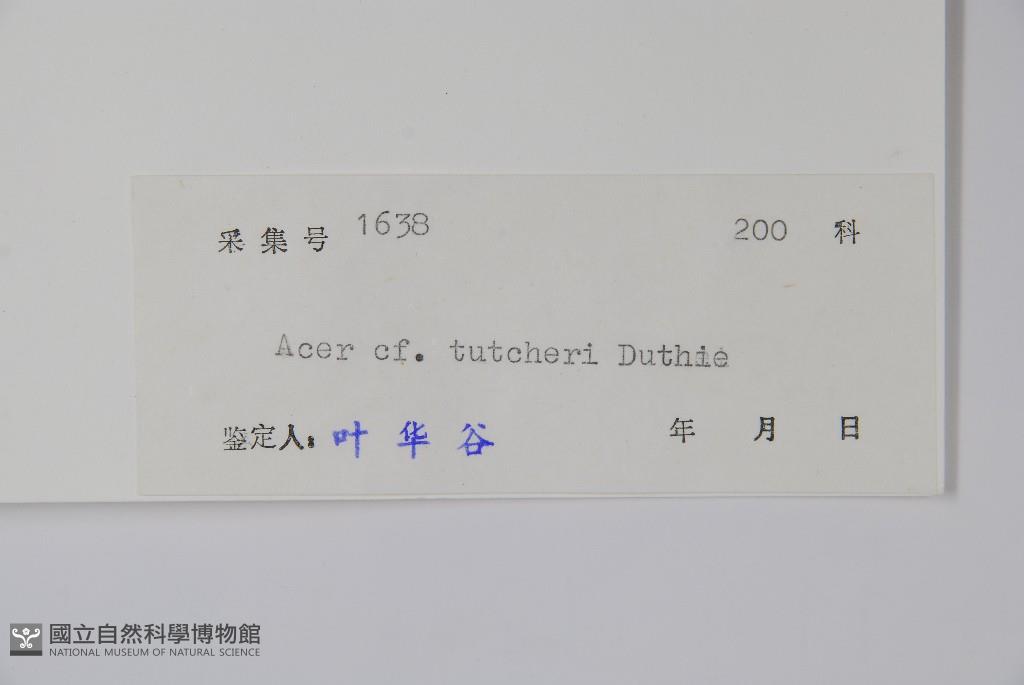 采集号 1638 200 科
Acer cf. tutcheri Duthie
鉴定人: 叶华谷 年 月 日
國立自然科學博物館
NATIONAL MUSEUM OF NATURAL SCIENCE